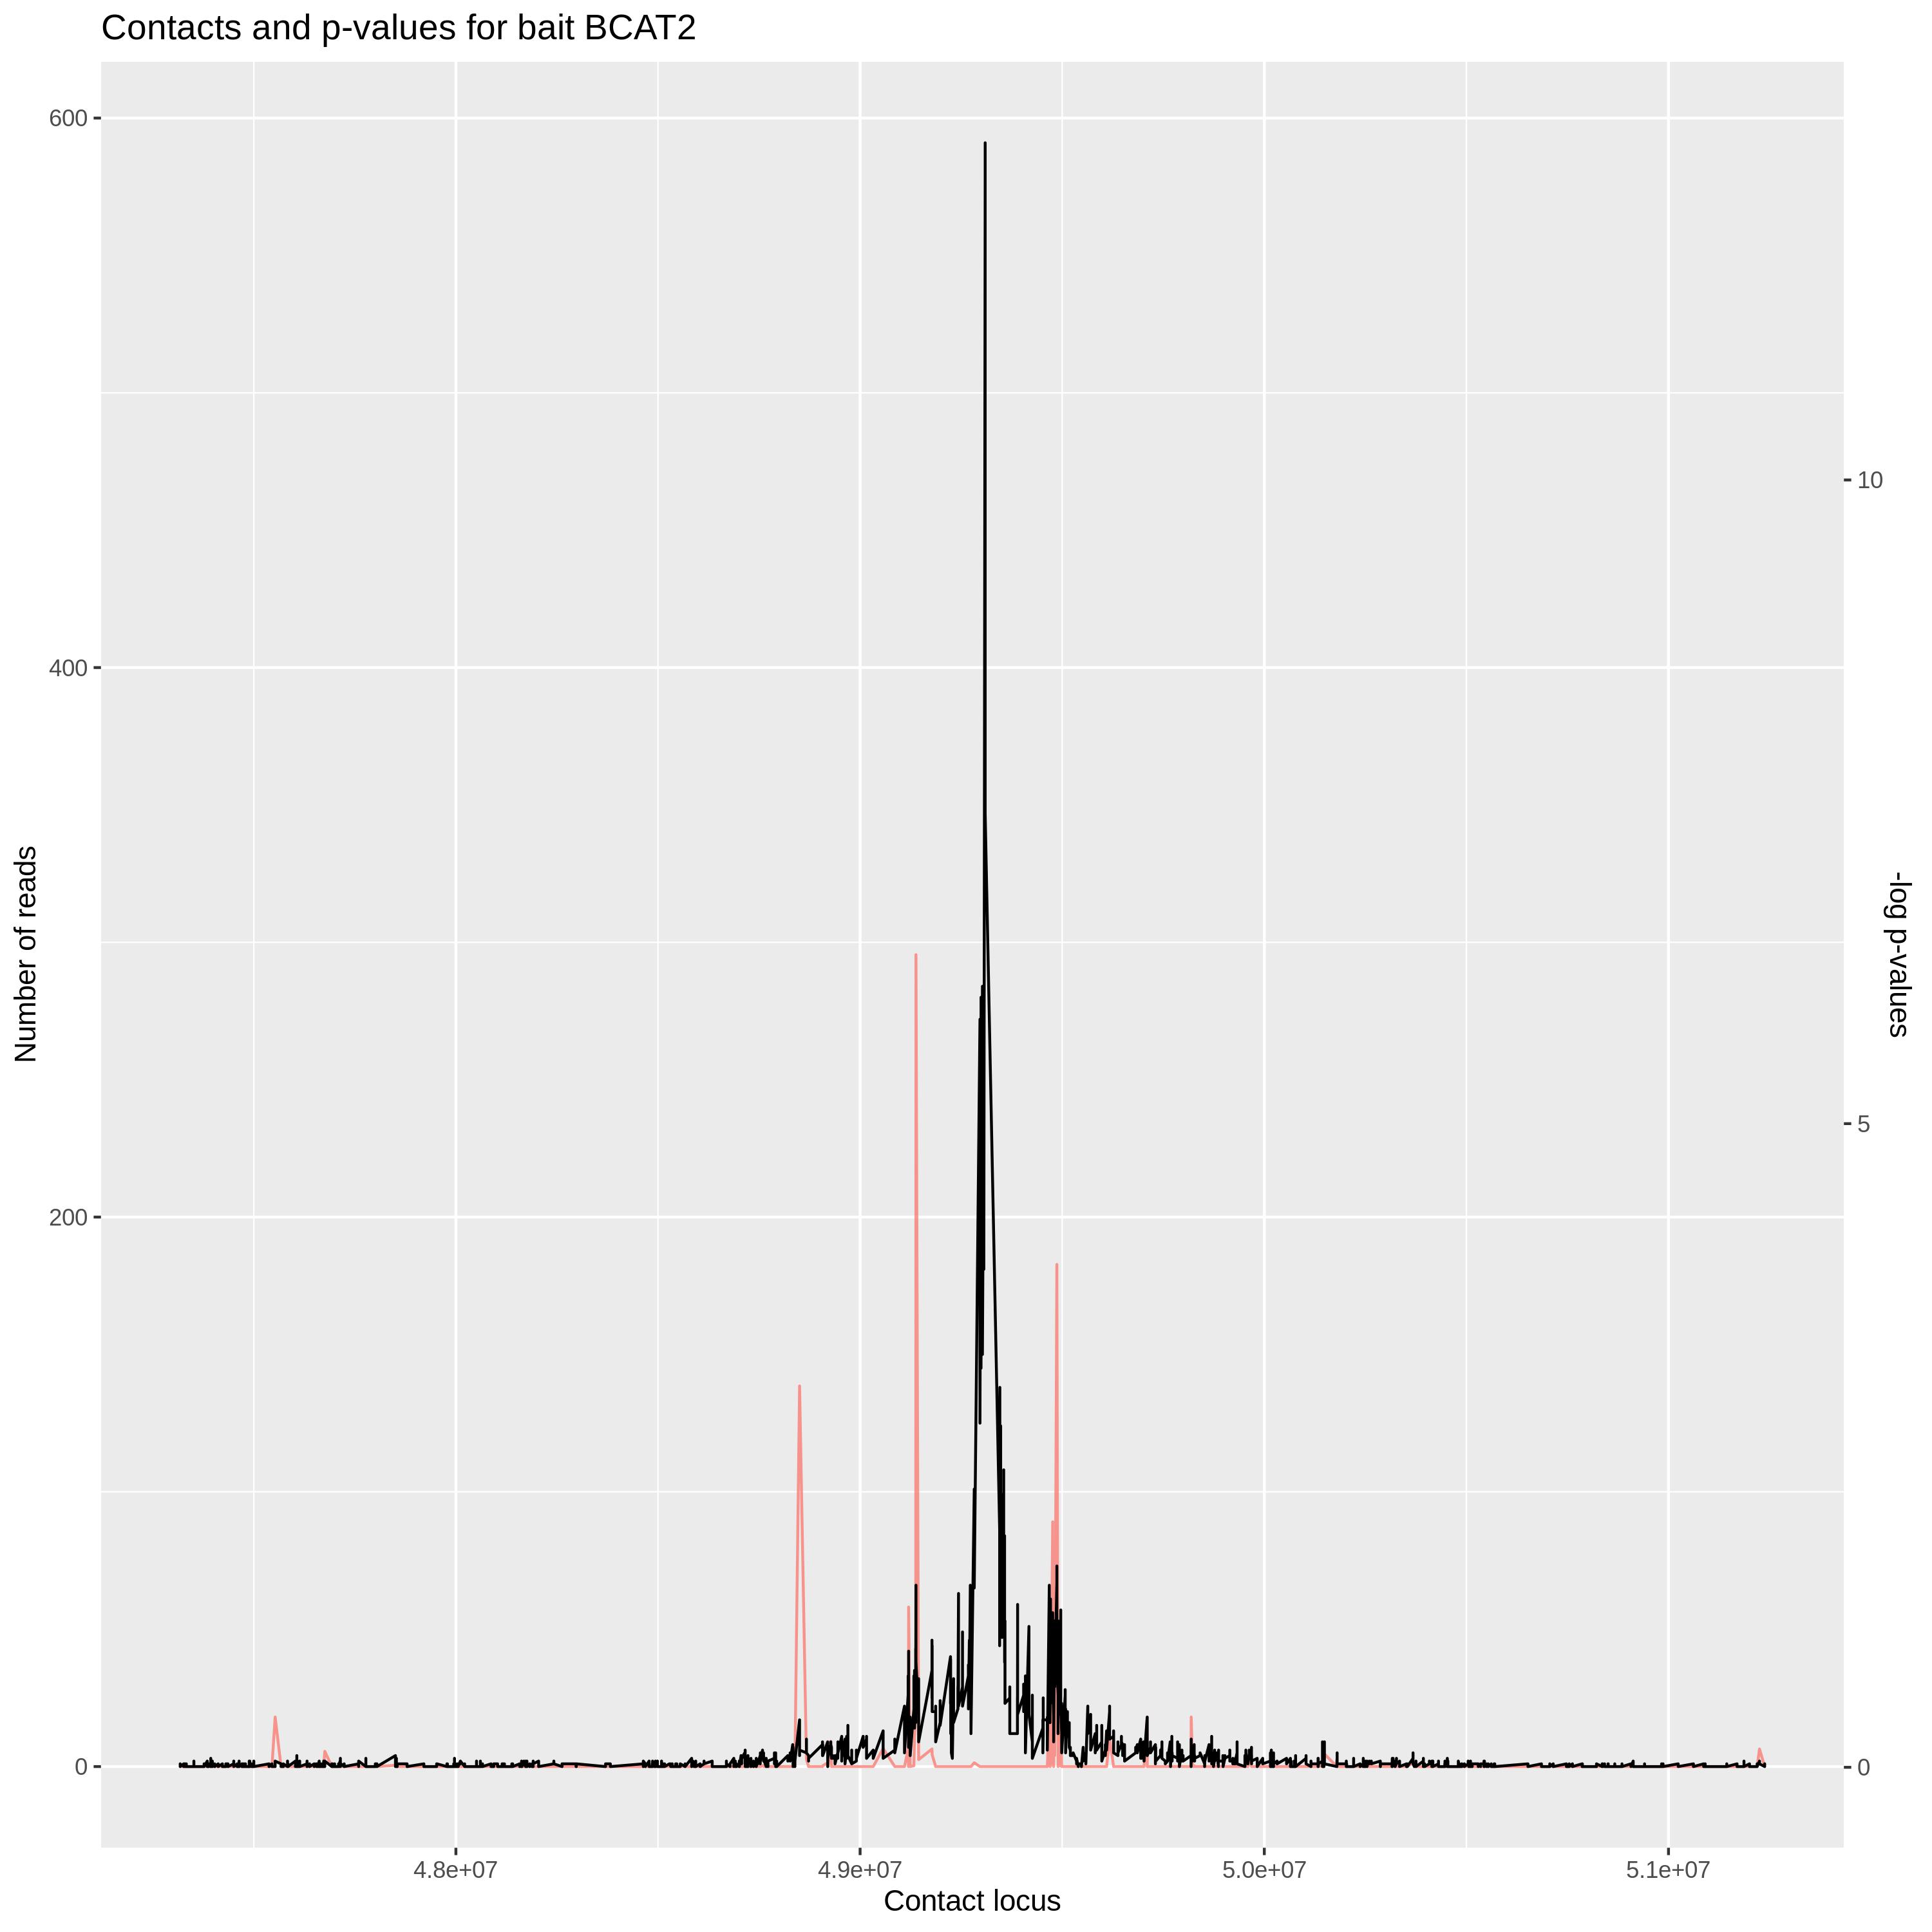 Contacts and p-values for bait BCAT2
600
400
200
0
Number of reads
10
5
0
-log p-values
4.8e+07
4.9e+07
5.0e+07
5.1e+07
Contact locus